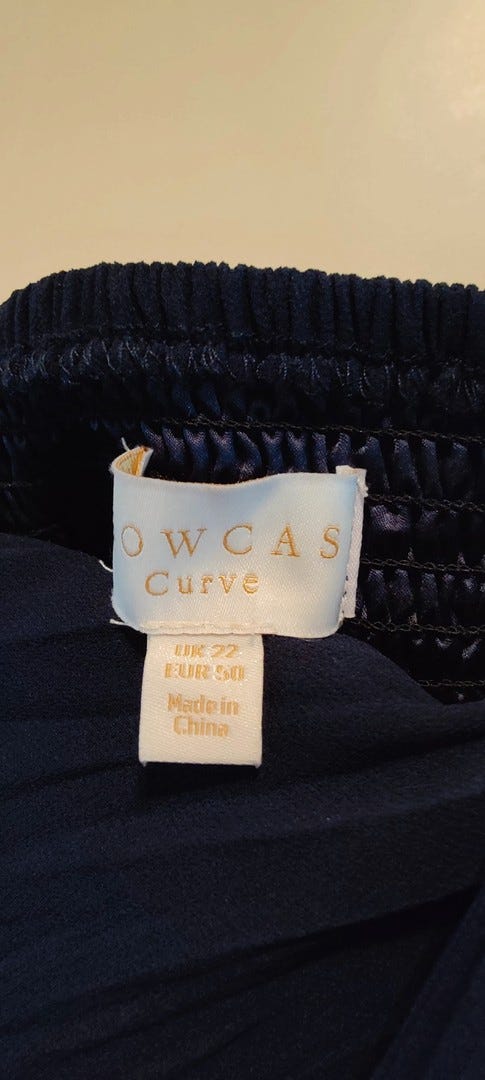 OWCAS
Curve
UK 22
EUR 50
Made in
China